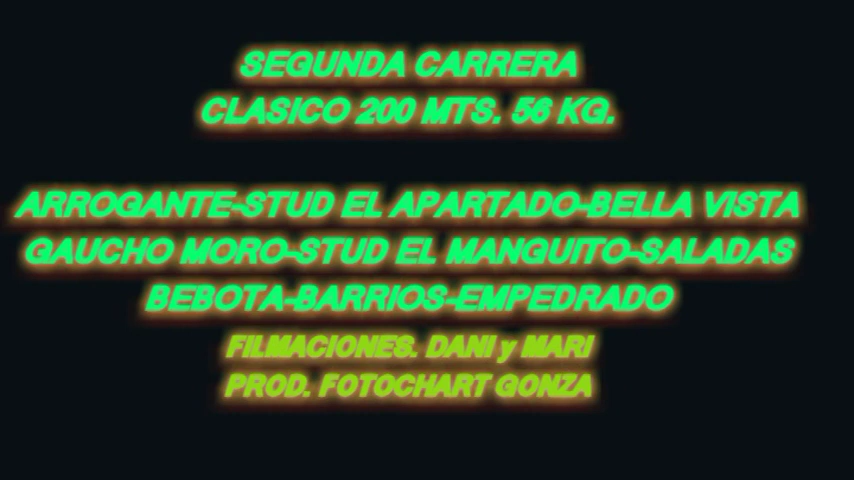 SEGUNDA CARRERA
CLASICO 200 MTS. 56 KG.
ARROGANTE-STUD EL APARTADO-BELLA VISTA
GAUCHO MORO-STUD EL MANGUITO-SALADAS
BEBOTA-BARRIOS-EMPEDRADO
FILMACIONES. DANI y MARI
PROD. FOTOCHART GONZA